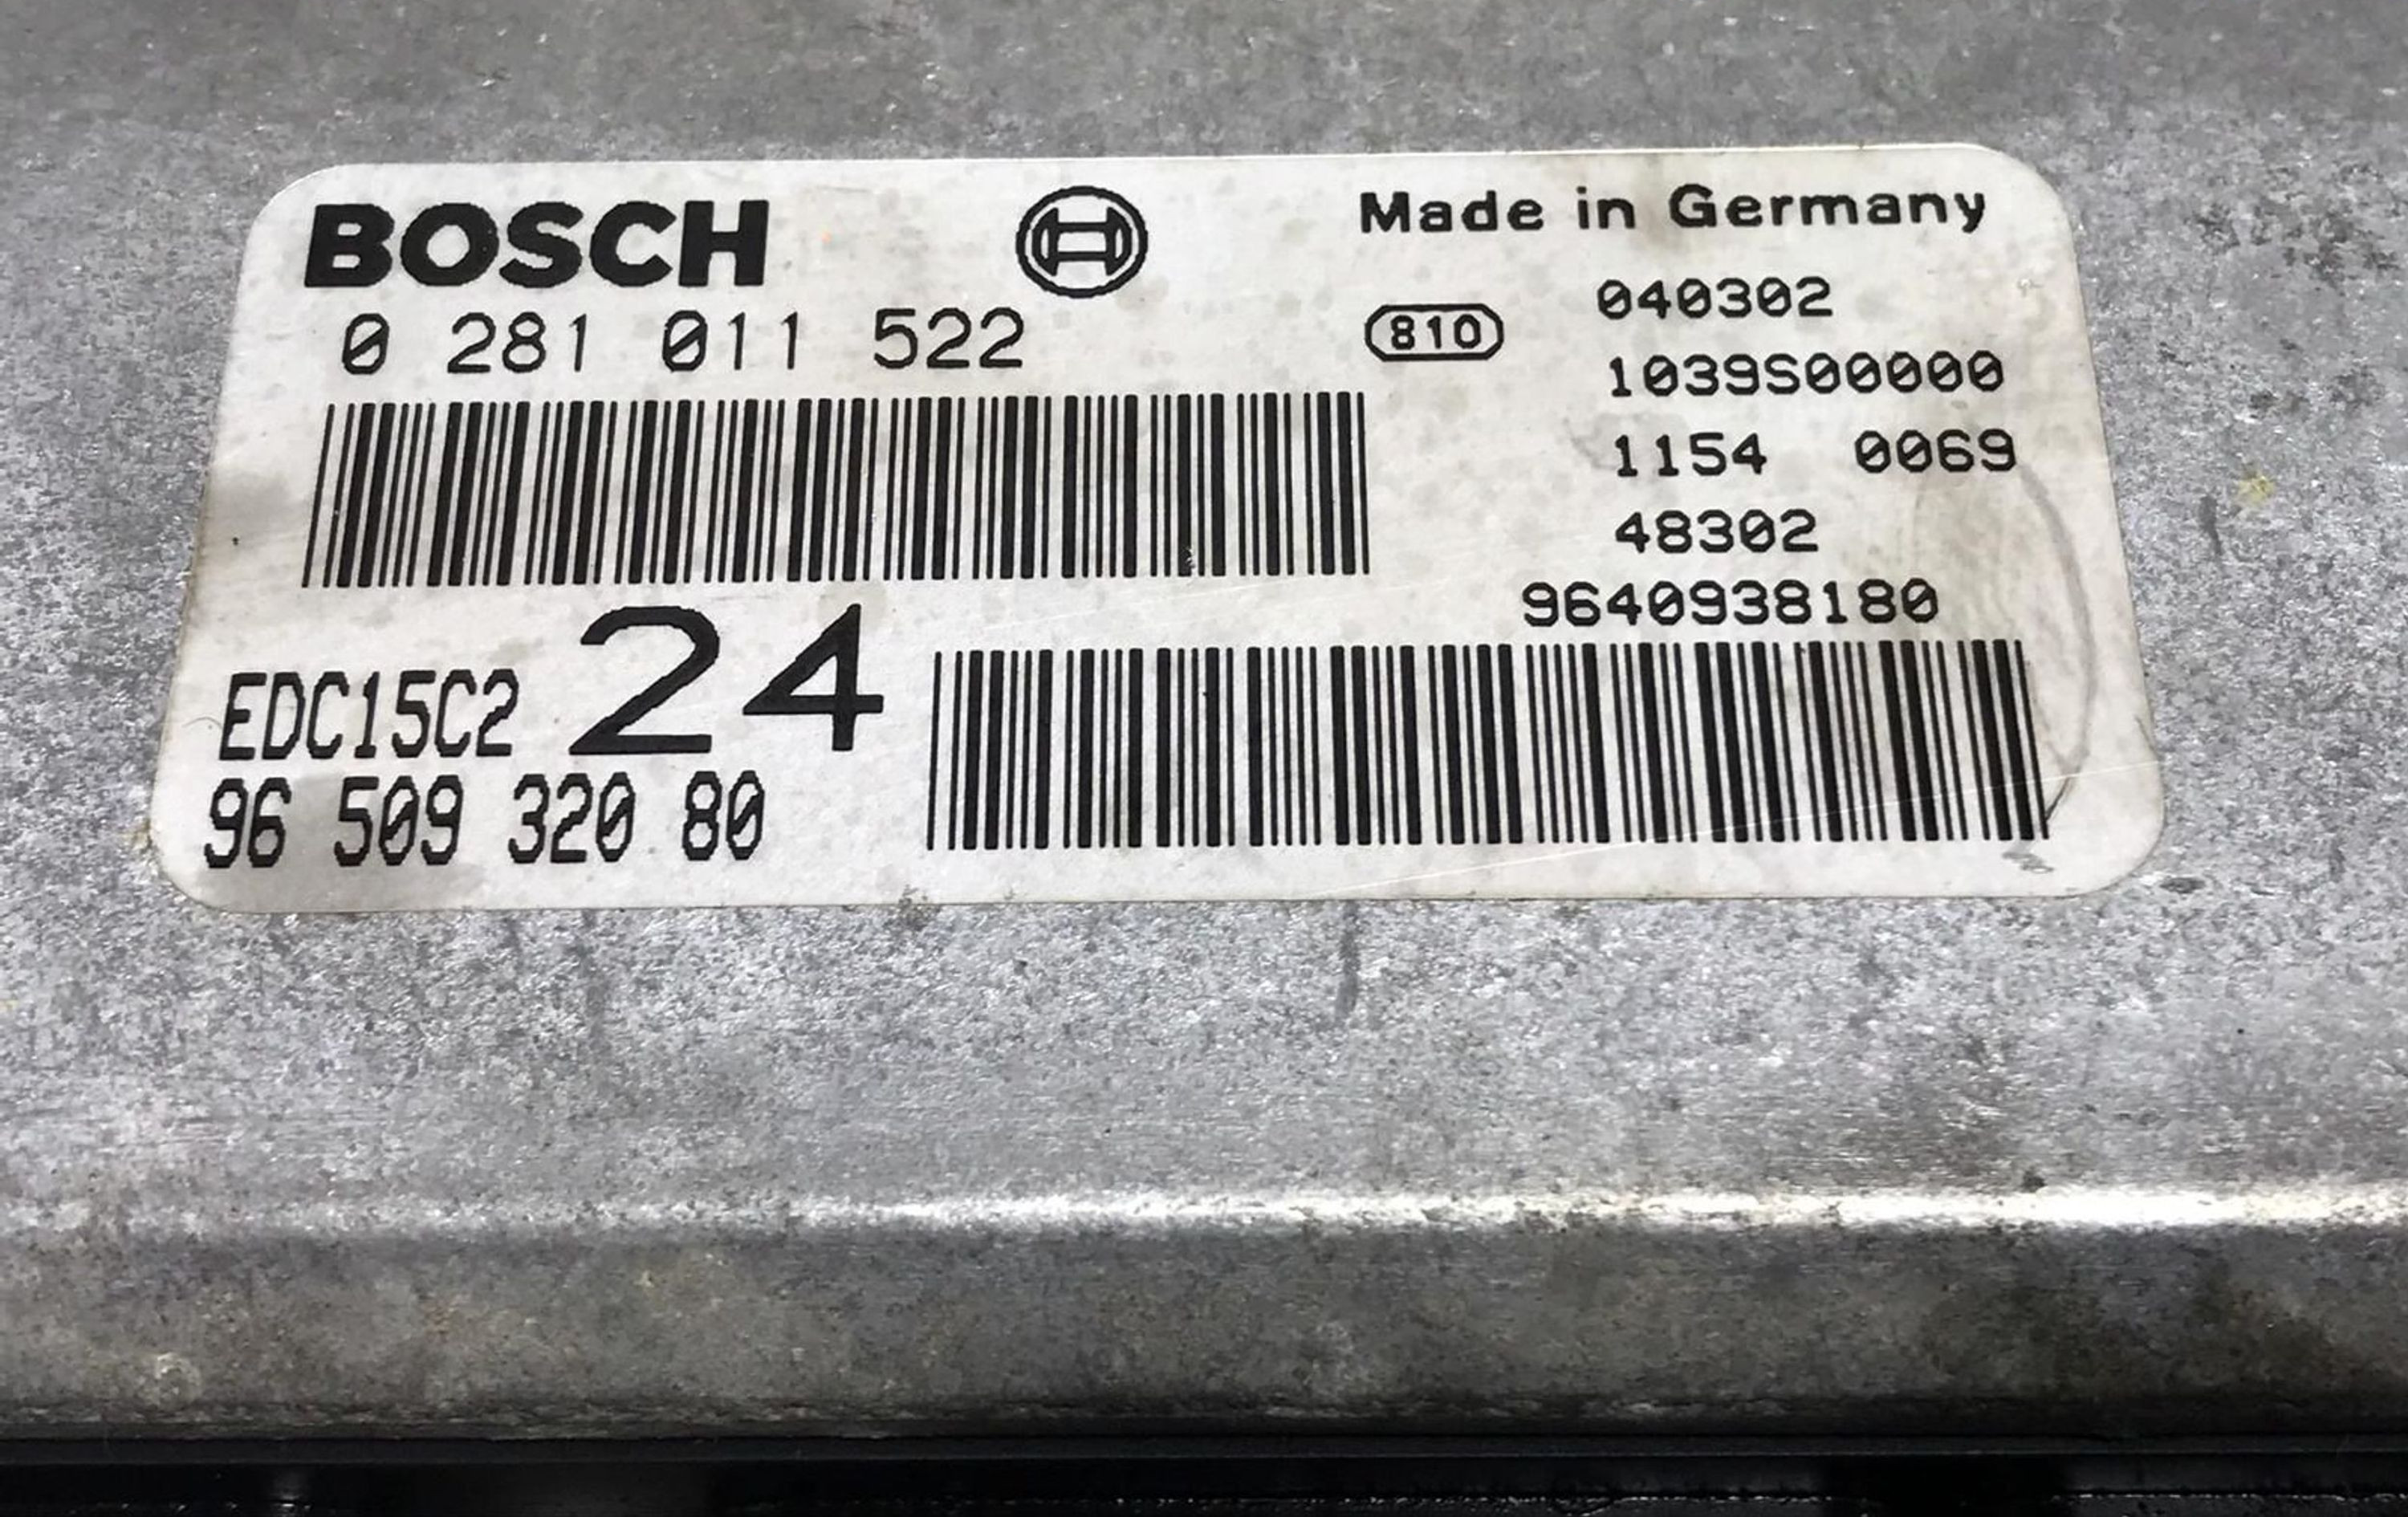 BOSCH
0 281 011 522
Made in Germany
810
040302
1039S00000
1154 0069
48302
9640938180
EDC15C2 24
96 509 320 80